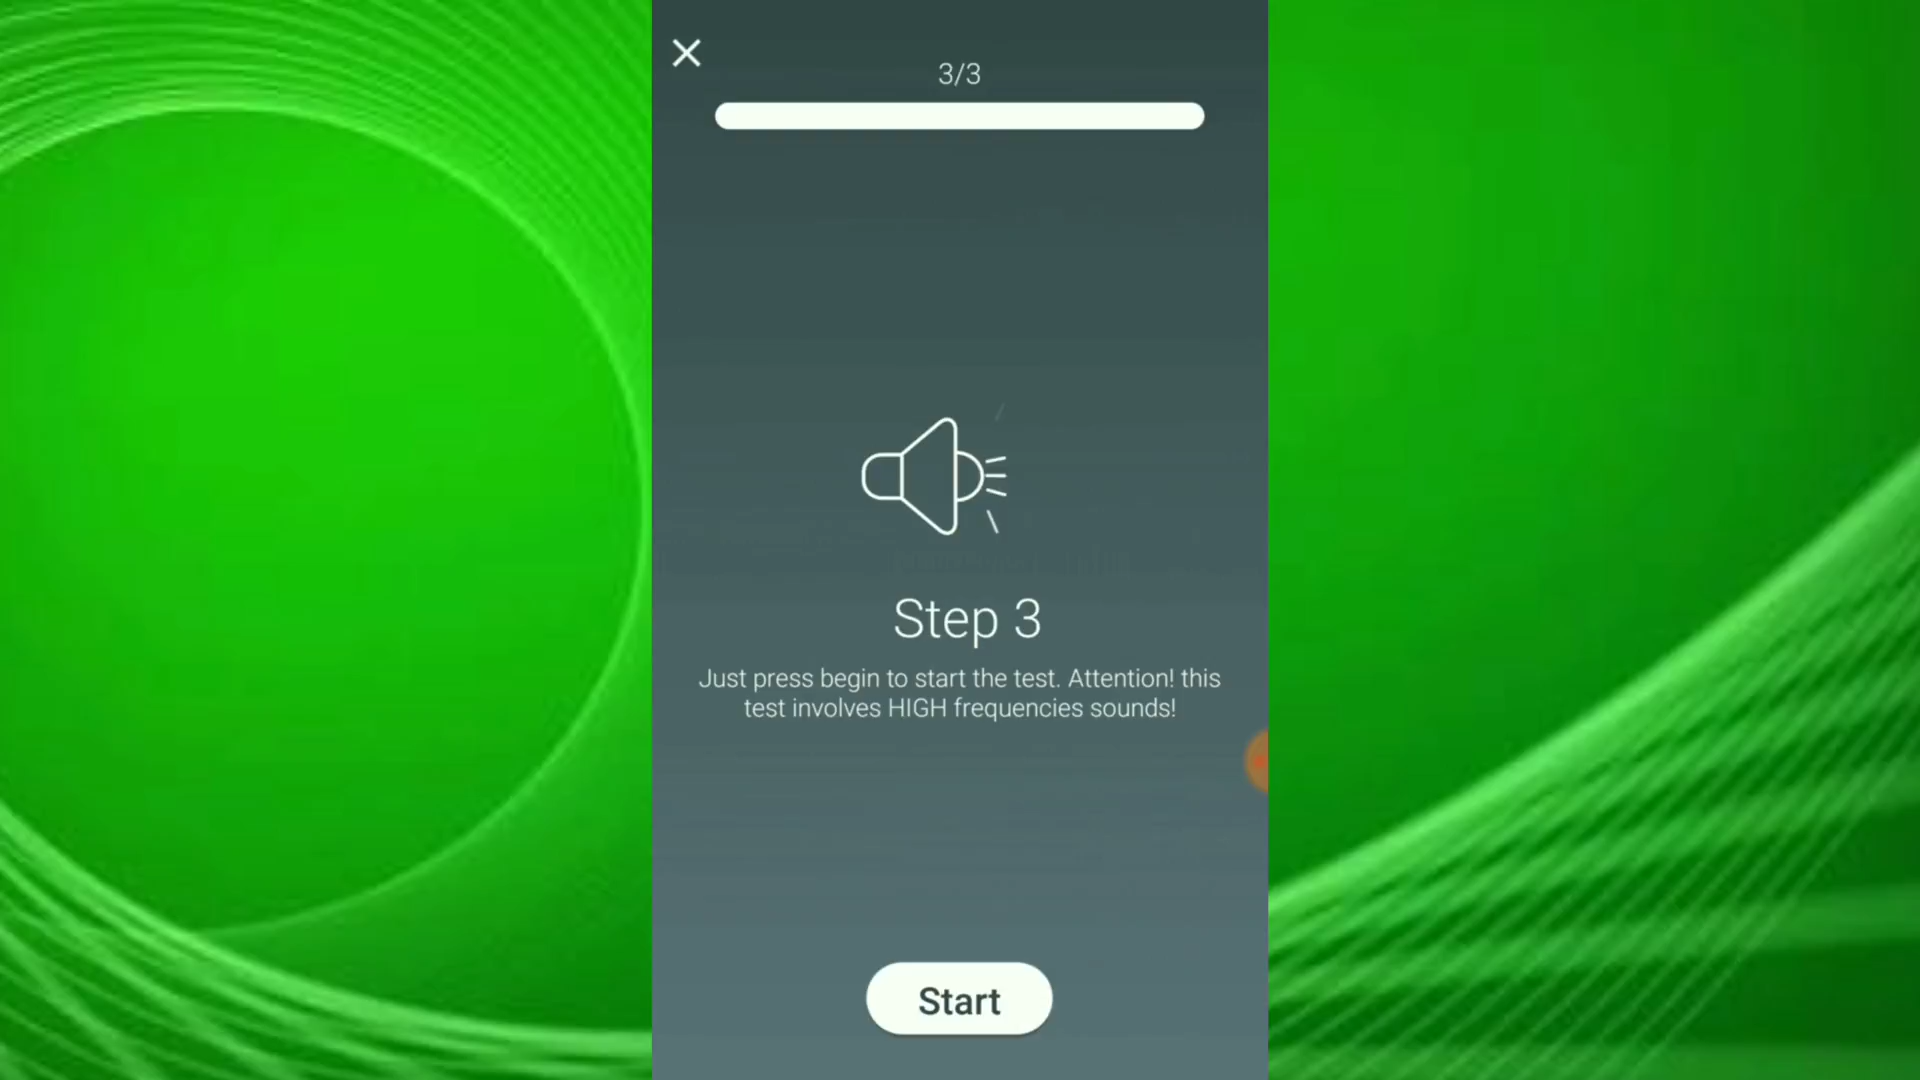 3/3
Step 3
Just press begin to start the test. Attention! this
test involves HIGH frequencies sounds!
Start